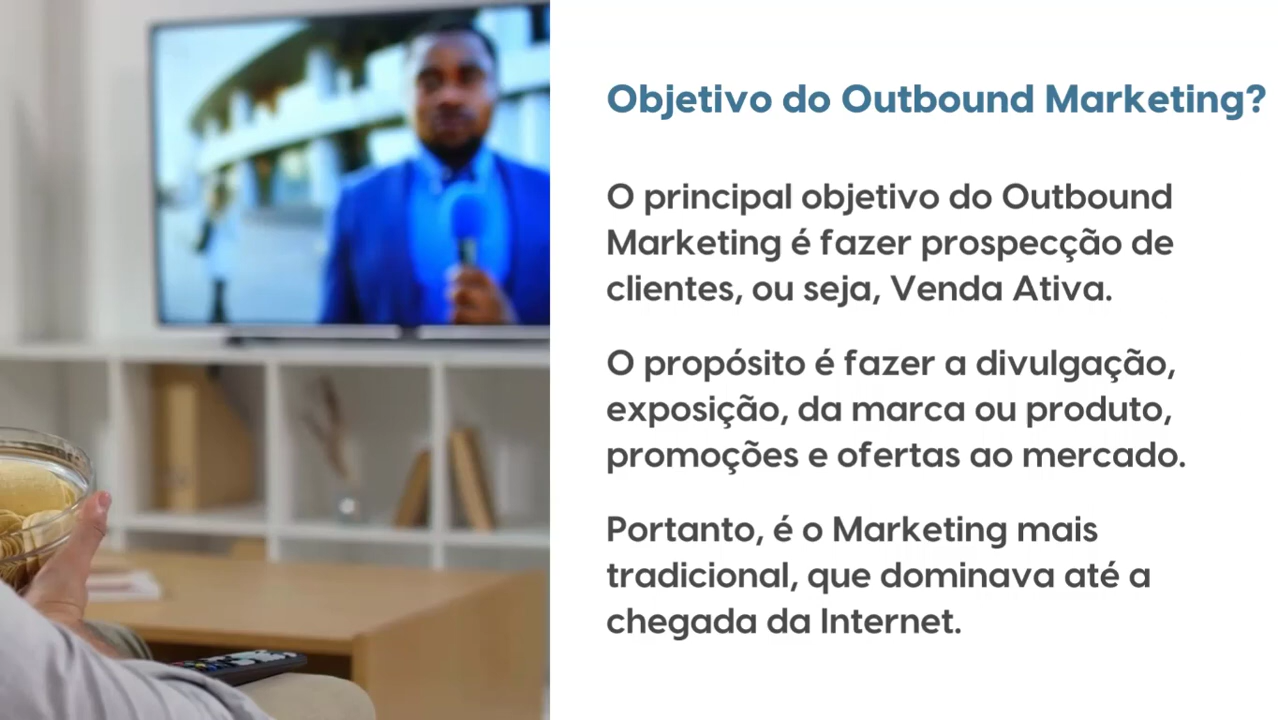 Objetivo do Outbound Marketing?
O principal objetivo do Outbound
Marketing é fazer prospecção de
clientes, ou seja, Venda Ativa.
O propósito é fazer a divulgação,
exposição, da marca ou produto,
promoções e ofertas ao mercado.
Portanto, é o Marketing mais
tradicional, que dominava até a
chegada da Internet.